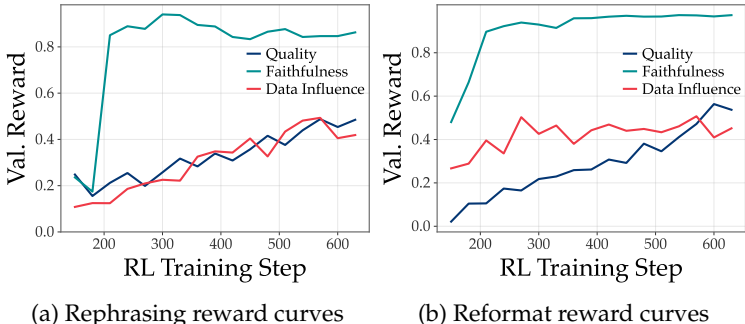 Val. Reward
0.8
0.6
0.4
0.2
0.0
Quality
Faithfulness
Data Influence
200 300 400 500 600
RL Training Step
(a) Rephrasing reward curves
Val. Reward
0.8
0.6
0.4
0.2
0.0
Quality
Faithfulness
Data Influence
200 300 400 500 600
RL Training Step
(b) Reformat reward curves